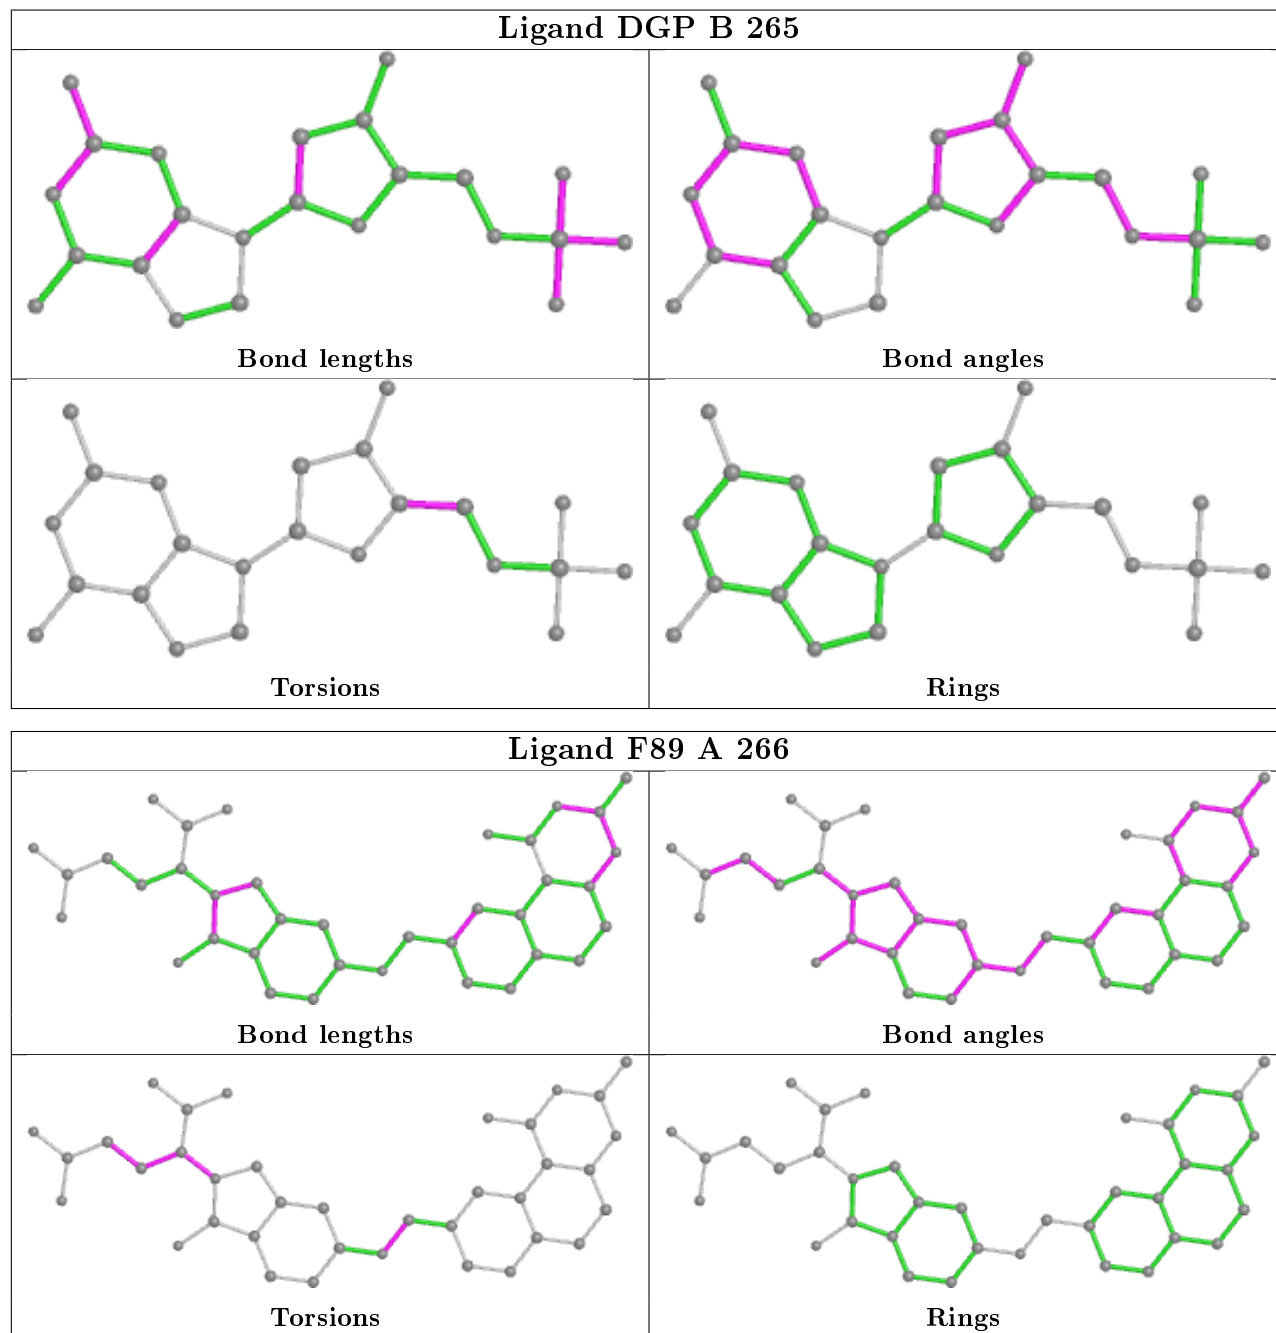 Ligand DGP B 265
Bond lengths
Bond angles
Torsions
Rings
Ligand F89 A 266
Bond lengths
Bond angles
Torsions
Rings